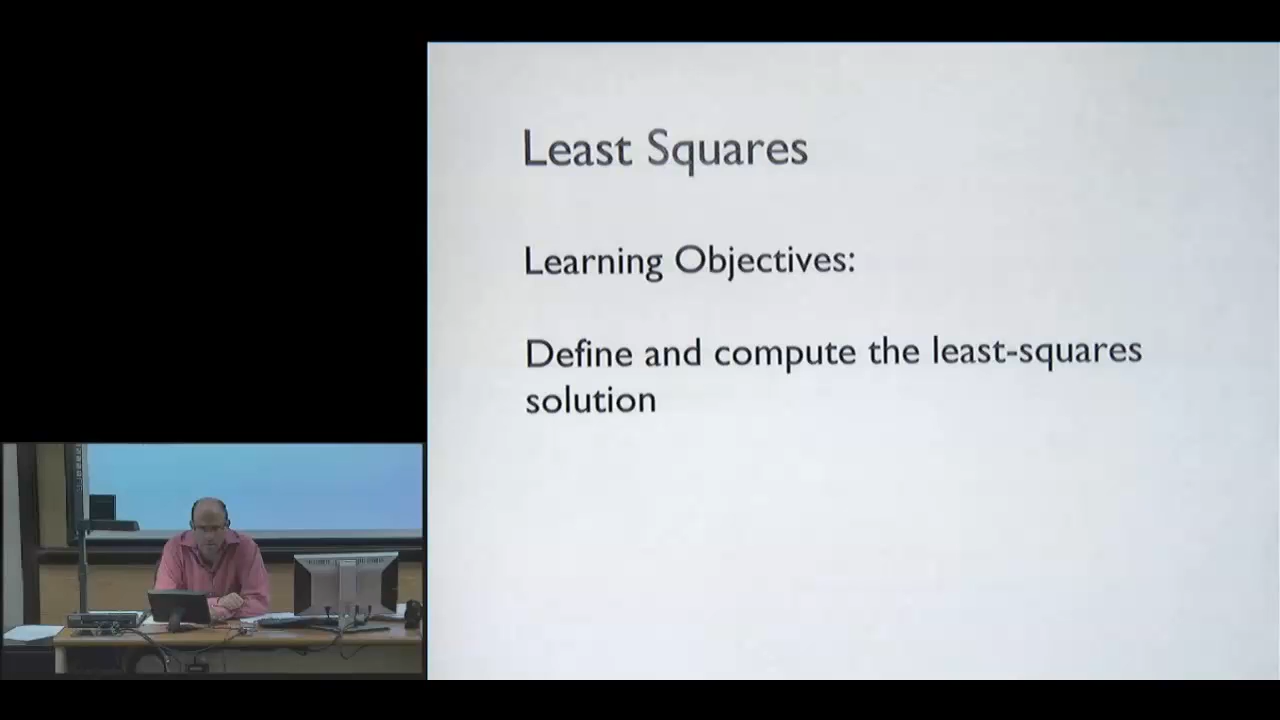 Least Squares
Learning Objectives:
Define and compute the least-squares
solution